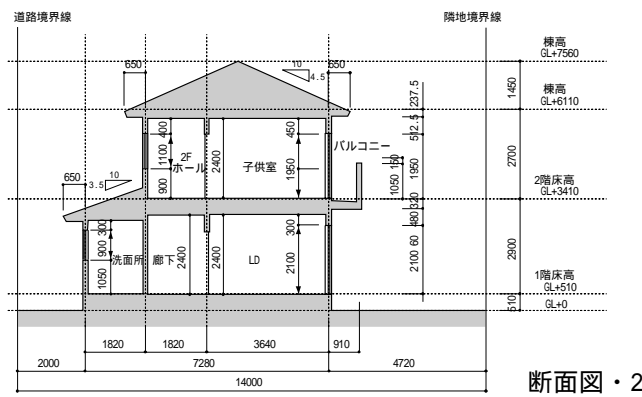 道路境界線
隣地境界線
棟高
GL+7560
10
4.5
650
650
1450
棟高
GL+6110
237.5
512.5
400
450
バルコニー
2F
ホール
1100
2400
子供室
1950
150
1950
2700
900
1050
650
10
3.5
2階床高
GL+3410
320
480
300
300
900
洗面所
廊下
2400
2400
LD
2100
60
2100
2900
1050
1階床高
GL+510
510
GL+0
1820
1820
3640
910
2000
7280
4720
14000
断面図・2